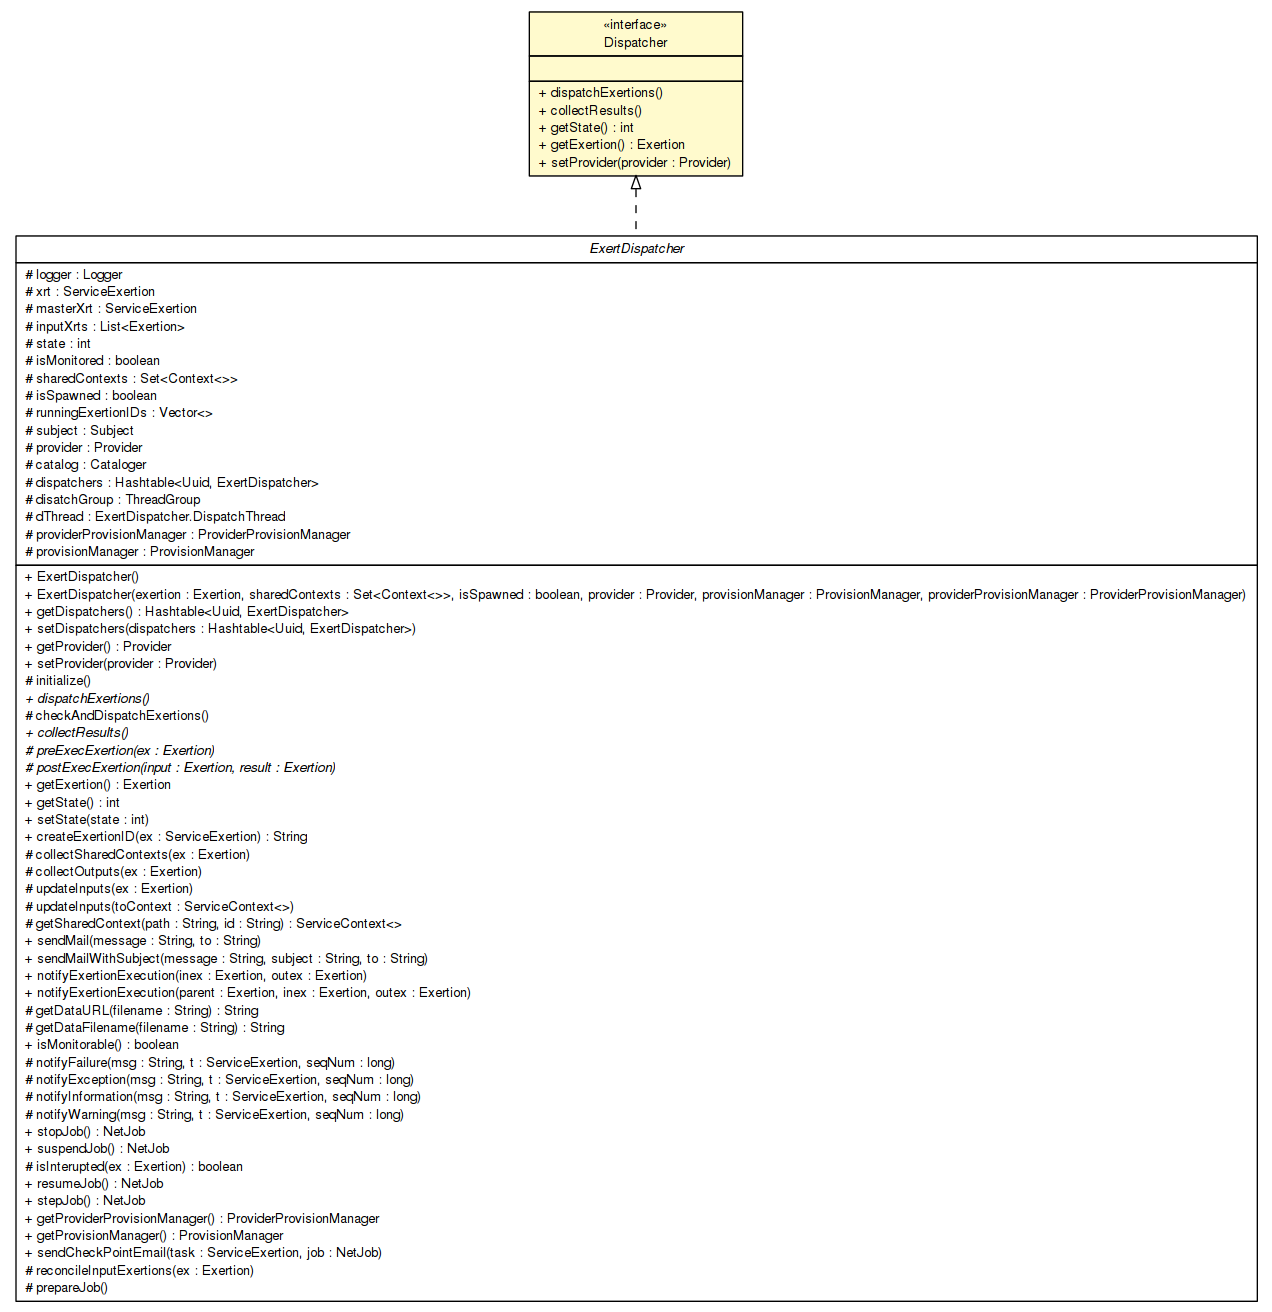 «interface»
Dispatcher
+ dispatchExertions()
+ collectResults()
+ getState() : int
+ getExertion() : Exertion
+ setProvider(provider : Provider)
ExertDispatcher
# logger : Logger
# xrt : ServiceExertion
# masterXrt : ServiceExertion
# inputXrts : List<Exertion>
# state : int
# isMonitored : boolean
# sharedContexts : Set<Context<>>
# isSpawned : boolean
# runningExertionIDs : Vector<>
# subject : Subject
# provider : Provider
# catalog : Cataloger
# dispatchers : Hashtable<Uuid, ExertDispatcher>
# disatchGroup : ThreadGroup
# dThread : ExertDispatcher.DispatchThread
# providerProvisionManager : ProviderProvisionManager
# provisionManager : ProvisionManager
+ ExertDispatcher()
+ ExertDispatcher(exertion : Exertion, sharedContexts : Set<Context<>>, isSpawned : boolean, provider : Provider, provisionManager : ProvisionManager, providerProvisionManager : ProviderProvisionManager)
+ getDispatchers() : Hashtable<Uuid, ExertDispatcher>
+ setDispatchers(dispatchers : Hashtable<Uuid, ExertDispatcher>)
+ getProvider() : Provider
+ setProvider(provider : Provider)
# initialize()
+ dispatchExertions()
# checkAndDispatchExertions()
+ collectResults()
# preExecExertion(ex : Exertion)
# postExecExertion(input : Exertion, result : Exertion)
+ getExertion() : Exertion
+ getState() : int
+ setState(state : int)
+ createExertionID(ex : ServiceExertion) : String
# collectSharedContexts(ex : Exertion)
# collectOutputs(ex : Exertion)
# updateInputs(ex : Exertion)
# updateInputs(toContext : ServiceContext<>)
# getSharedContext(path : String, id : String) : ServiceContext<>
+ sendMail(message : String, to : String)
+ sendMailWithSubject(message : String, subject : String, to : String)
+ notifyExertionExecution(inex : Exertion, outex : Exertion)
+ notifyExertionExecution(parent : Exertion, inex : Exertion, outex : Exertion)
# getDataURL(filename : String) : String
# getDataFilename(filename : String) : String
+ isMonitorable() : boolean
# notifyFailure(msg : String, t : ServiceExertion, seqNum : long)
# notifyException(msg : String, t : ServiceExertion, seqNum : long)
# notifyInformation(msg : String, t : ServiceExertion, seqNum : long)
# notifyWarning(msg : String, t : ServiceExertion, seqNum : long)
+ stopJob() : NetJob
+ suspendJob() : NetJob
# isInterupted(ex : Exertion) : boolean
+ resumeJob() : NetJob
+ stepJob() : NetJob
+ getProviderProvisionManager() : ProviderProvisionManager
+ getProvisionManager() : ProvisionManager
+ sendCheckPointEmail(task : ServiceExertion, job : NetJob)
# reconcileInputExertions(ex : Exertion)
# prepareJob()